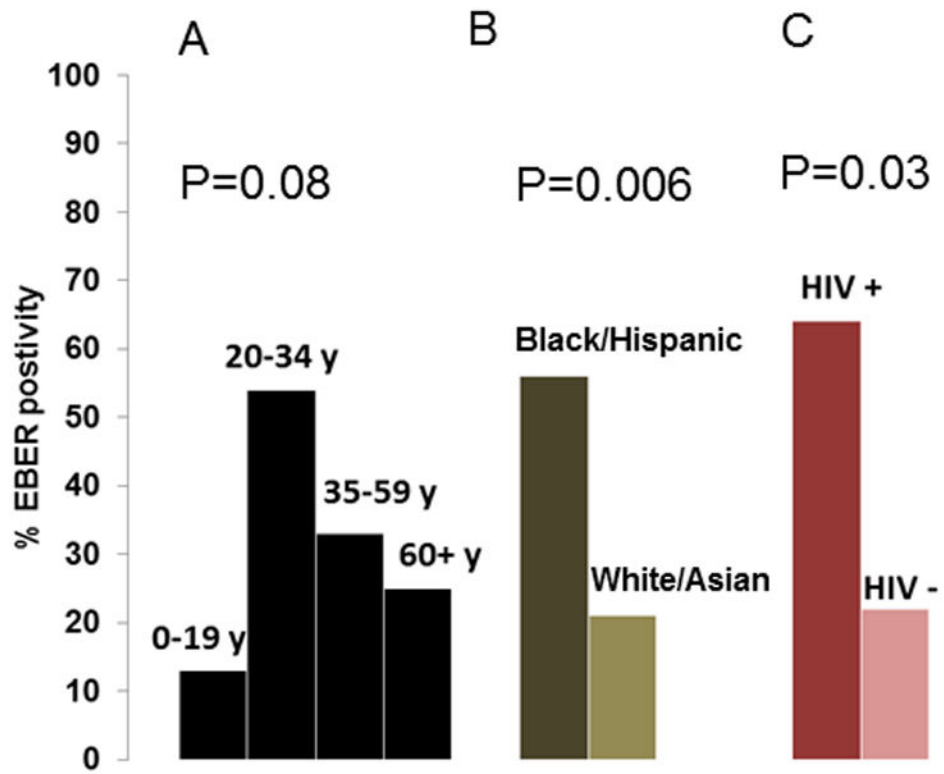 A
B
C
100
90
80
70
60
50
40
30
20
10
0
% EBER postivity
P=0.08
P=0.006
P=0.03
0-19 y
20-34 y
35-59 y
60+ y
Black/Hispanic
White/Asian
HIV +
HIV -